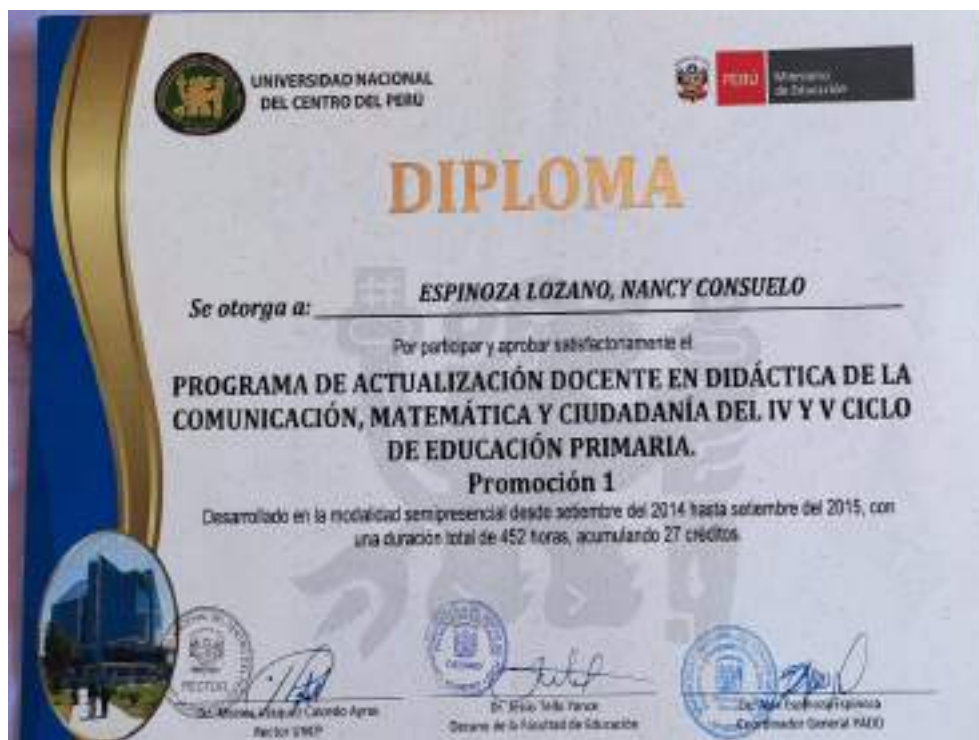 UNIVERSIDAD NACIONAL
DEL CENTRO DEL PERÚ
PERÚ Ministerio
de Educación
DIPLOMA
Se otorga a: ESPINOZA LOZANO, NANCY CONSUELO
Por participar y aprobar satisfactoriamente el
PROGRAMA DE ACTUALIZACIÓN DOCENTE EN DIDÁCTICA DE LA
COMUNICACIÓN, MATEMÁTICA Y CIUDADANÍA DEL IV Y V CICLO
DE EDUCACIÓN PRIMARIA.
Promoción 1
Desarrollado en la modalidad semipresencial desde setiembre del 2014 hasta setiembre del 2015, con
una duración total de 452 horas, acumulando 27 créditos.
RECTOR
DECANO
Rector UNCP
Decano de la Facultad de Educación
Coordinador General PADD